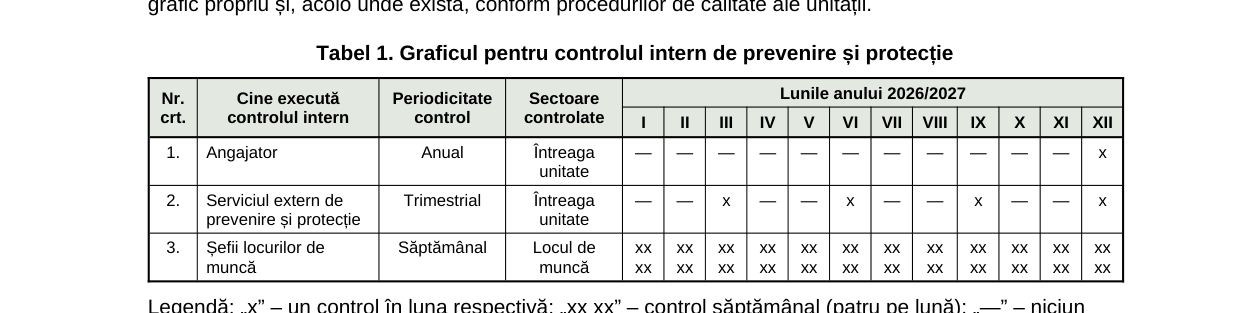 grafic propriu și, acolo unde există, conform procedurilor de calitate ale unității.
Tabel 1. Graficul pentru controlul intern de prevenire și protecție
Nr. crt. Cine execută controlul intern Periodicitate control Sectoare controlate Lunile anului 2026/2027
I II III IV V VI VII VIII IX X XI XII
1. Angajator Anual Întreaga — — — — — — — — — — — x
unitate
2. Serviciul extern de Trimestrial Întreaga — — x — — x — — x — — x
prevenire și protecție unitate
3. Șefii locurilor de Săptămânal Locul de xx xx xx xx xx xx xx xx xx xx xx xx
muncă muncă xx xx xx xx xx xx xx xx xx xx xx xx
Legendă: „x” – un control în luna respectivă; „xx xx” – control săptămânal (patru pe lună); „—” – niciun